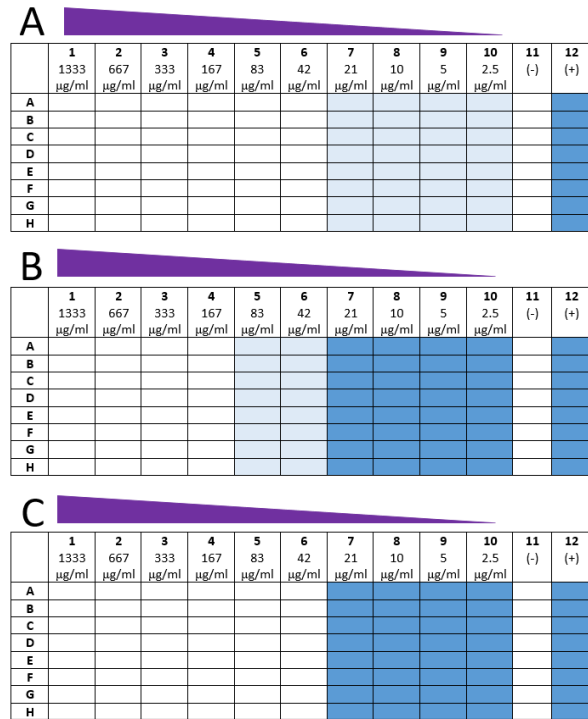 A
1 2 3 4 5 6 7 8 9 10 11 12
1333 667 333 167 83 42 21 10 5 2.5 (-) (+)
µg/ml µg/ml µg/ml µg/ml µg/ml µg/ml µg/ml µg/ml µg/ml µg/ml
A
B
C
D
E
F
G
H
B
1 2 3 4 5 6 7 8 9 10 11 12
1333 667 333 167 83 42 21 10 5 2.5 (-) (+)
µg/ml µg/ml µg/ml µg/ml µg/ml µg/ml µg/ml µg/ml µg/ml µg/ml
A
B
C
D
E
F
G
H
C
1 2 3 4 5 6 7 8 9 10 11 12
1333 667 333 167 83 42 21 10 5 2.5 (-) (+)
µg/ml µg/ml µg/ml µg/ml µg/ml µg/ml µg/ml µg/ml µg/ml µg/ml
A
B
C
D
E
F
G
H